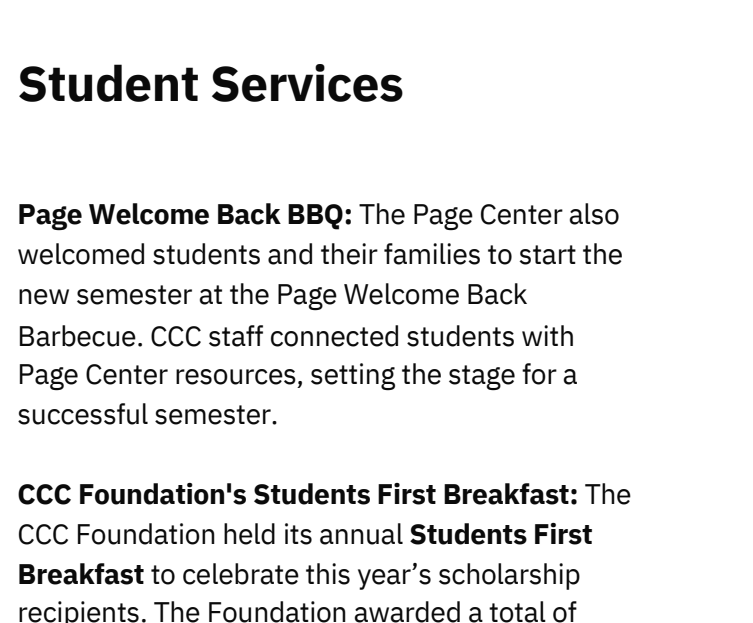 Student Services
Page Welcome Back BBQ: The Page Center also
welcomed students and their families to start the
new semester at the Page Welcome Back
Barbecue. CCC staff connected students with
Page Center resources, setting the stage for a
successful semester.
CCC Foundation's Students First Breakfast: The
CCC Foundation held its annual Students First
Breakfast to celebrate this year’s scholarship
recipients. The Foundation awarded a total of